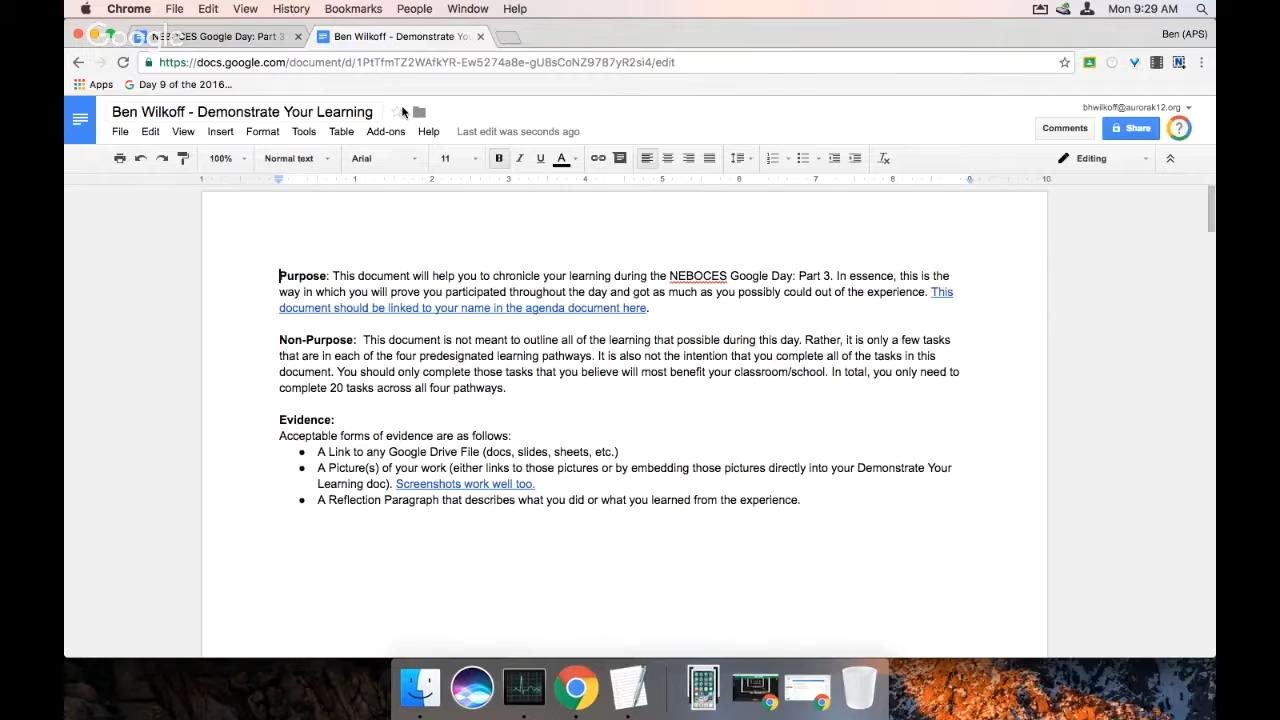 Chrome File Edit View History Bookmarks People Window Help Mon 9:29 AM
Google
NEBOCES Google Day: Part 3 Ben Wilkoff - Demonstrate You Ben (APS)
https://docs.google.com/document/d/1PtTfmTZ2WAfkYR-Ew5274a8e-gU8sCoNZ9787yR2si4/edit
Apps Day 9 of the 2016...
Ben Wilkoff - Demonstrate Your Learning bhwilkoff@aurorak12.org
File Edit View Insert Format Tools Table Add-ons Help Last edit was seconds ago Comments Share
100% Normal text Arial 11 B I U A Editing
1 1 2 3 4 5 6 7 8 9 10
Purpose: This document will help you to chronicle your learning during the NEBOCES Google Day: Part 3. In essence, this is the
way in which you will prove you participated throughout the day and got as much as you possibly could out of the experience. This
document should be linked to your name in the agenda document here.
Non-Purpose: This document is not meant to outline all of the learning that possible during this day. Rather, it is only a few tasks
that are in each of the four predesignated learning pathways. It is also not the intention that you complete all of the tasks in this
document. You should only complete those tasks that you believe will most benefit your classroom/school. In total, you only need to
complete 20 tasks across all four pathways.
Evidence:
Acceptable forms of evidence are as follows:
● A Link to any Google Drive File (docs, slides, sheets, etc.)
● A Picture(s) of your work (either links to those pictures or by embedding those pictures directly into your Demonstrate Your
Learning doc). Screenshots work well too.
● A Reflection Paragraph that describes what you did or what you learned from the experience.